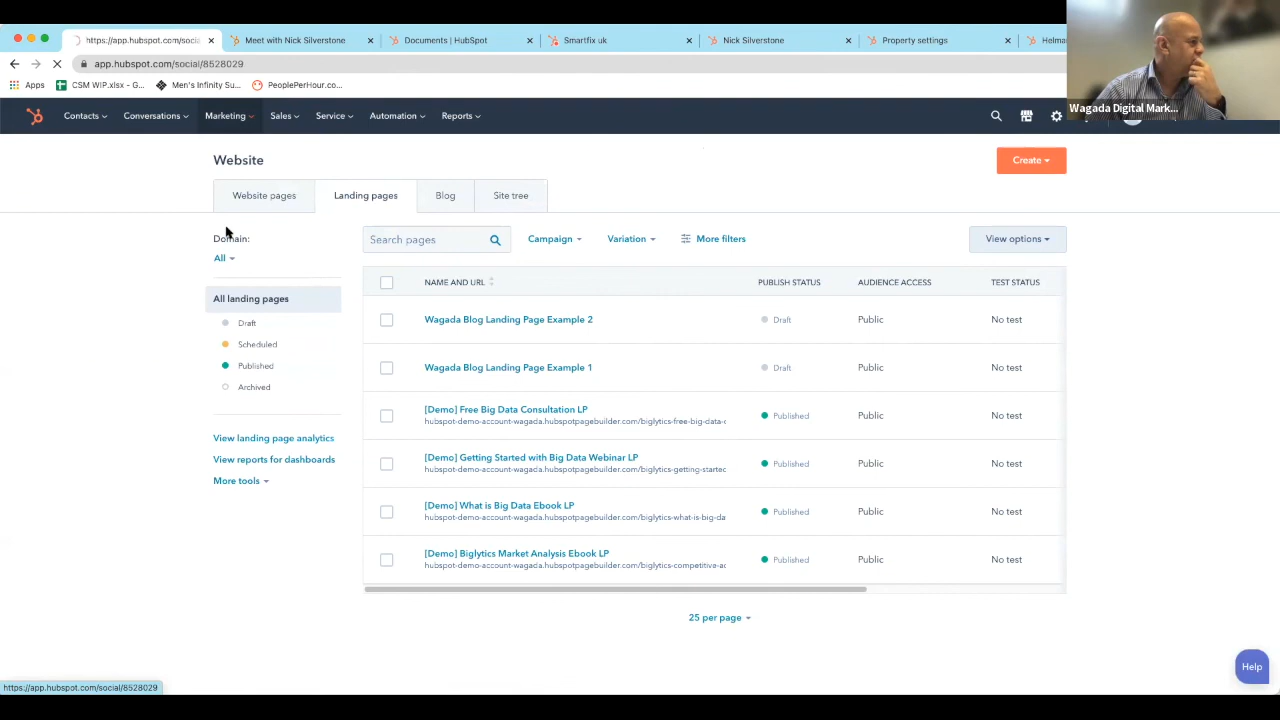 https://app.hubspot.com/socia
Meet with Nick Silverstone
Documents | HubSpot
Smartfix uk
Nick Silverstone
Property settings
Helma
app.hubspot.com/social/8528029
Apps
CSM WIP.xlsx - G...
Men's Infinity Su...
PeoplePerHour.co...
Wagada Digital Mark...
Contacts
Conversations
Marketing
Sales
Service
Automation
Reports
Website
Create
Website pages
Landing pages
Blog
Site tree
Domain:
All
Search pages
Campaign
Variation
More filters
View options
All landing pages
Draft
Scheduled
Published
Archived
View landing page analytics
View reports for dashboards
More tools
NAME AND URL
PUBLISH STATUS
AUDIENCE ACCESS
TEST STATUS
Wagada Blog Landing Page Example 2
Draft
Public
No test
Wagada Blog Landing Page Example 1
Draft
Public
No test
[Demo] Free Big Data Consultation LP
hubspot-demo-account-wagada.hubspotpagebuilder.com/biglytics-free-big-data-c
Published
Public
No test
[Demo] Getting Started with Big Data Webinar LP
hubspot-demo-account-wagada.hubspotpagebuilder.com/biglytics-getting-started
Published
Public
No test
[Demo] What is Big Data Ebook LP
hubspot-demo-account-wagada.hubspotpagebuilder.com/biglytics-what-is-big-da
Published
Public
No test
[Demo] Biglytics Market Analysis Ebook LP
hubspot-demo-account-wagada.hubspotpagebuilder.com/biglytics-competitive-ac
Published
Public
No test
25 per page
Help
https://app.hubspot.com/social/8528029